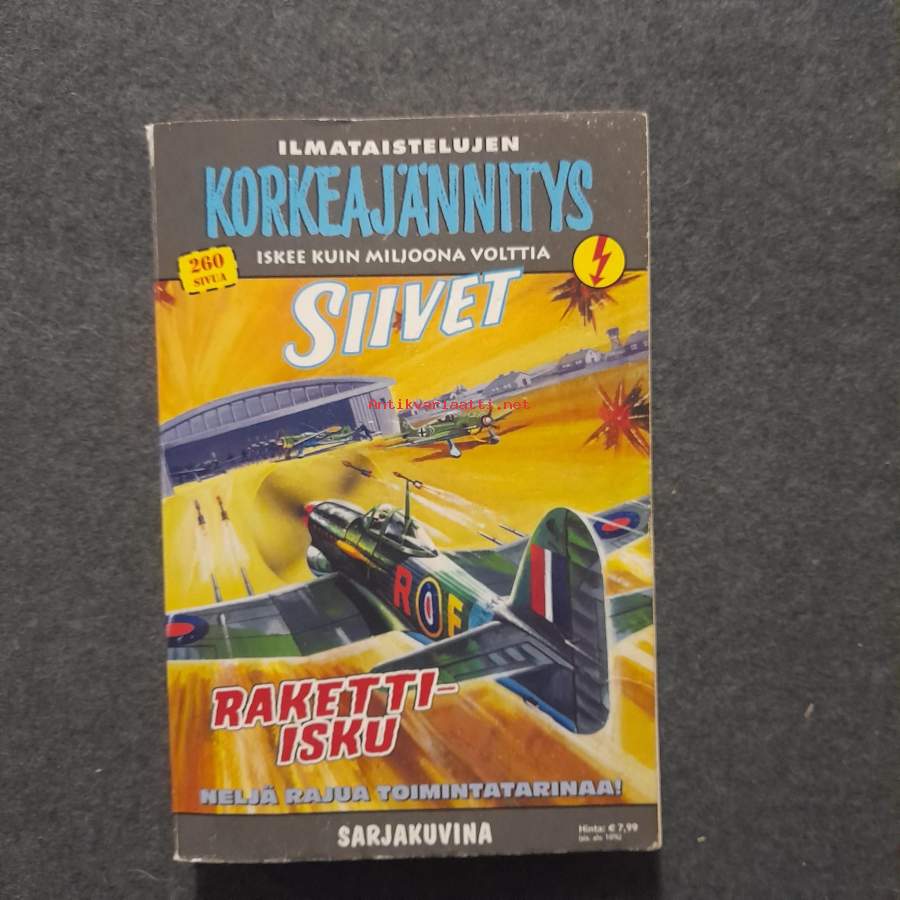 ILMATAISTELUJEN
KORKEAJÄNNITYS
ISKEE KUIN MILJOONA VOLTTIA
260
SIVUA
SIIVET
Antikvariaatti.net
R F
RAKETTI-
ISKU
NELJÄ RAJUA TOIMINTATARINAA!
SARJAKUVINA
Hinta: € 7,99